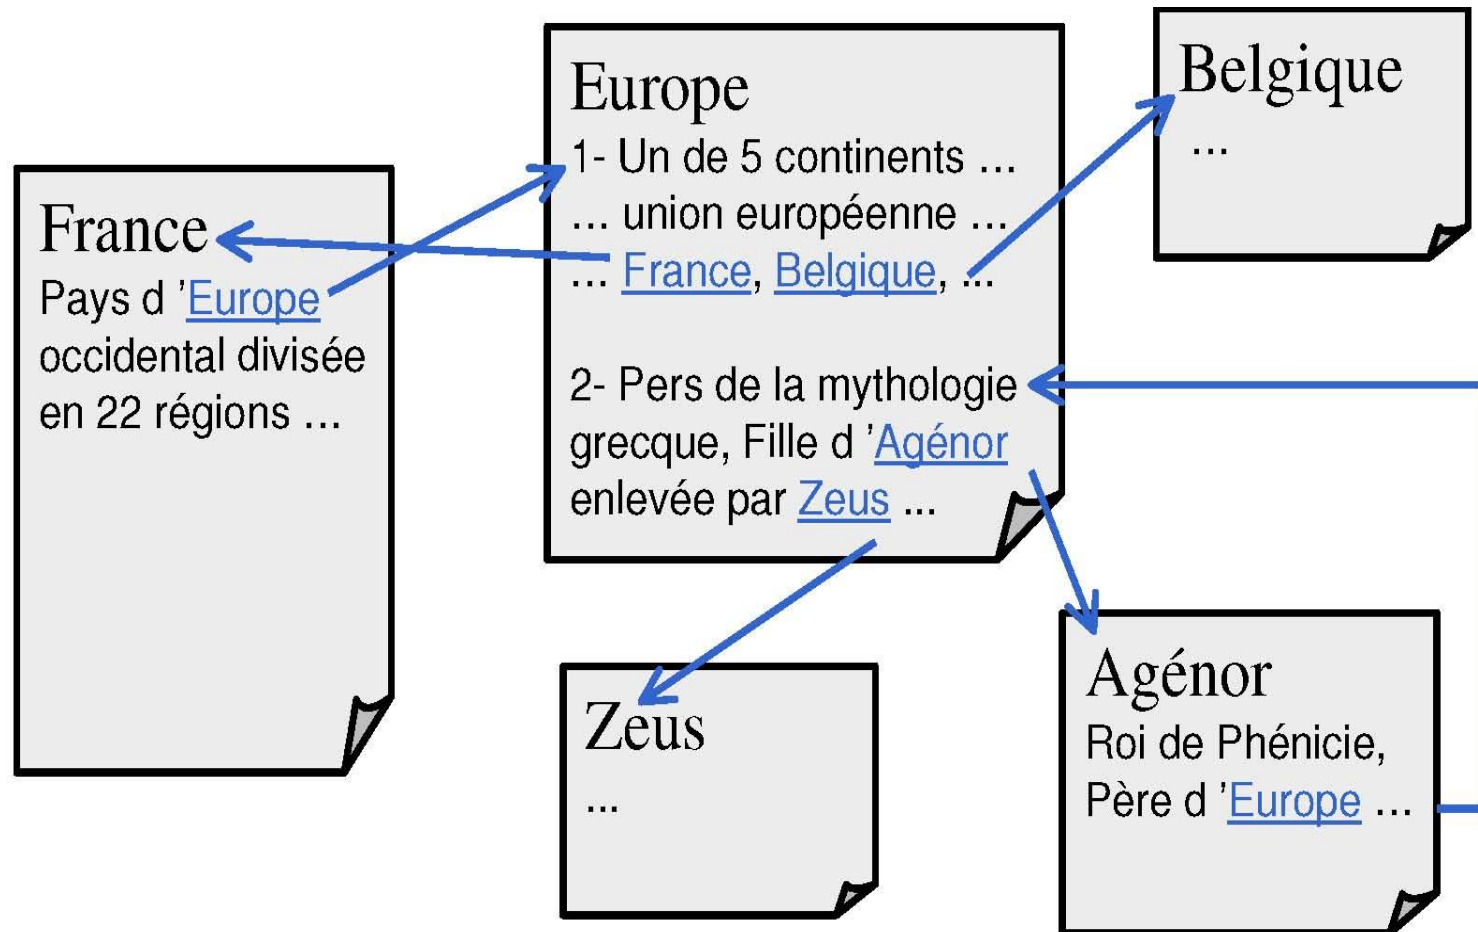 France
Pays d 'Europe
occidental divisée
en 22 régions ...
Europe
1- Un de 5 continents ...
... union européenne ...
... France, Belgique, ...
2- Pers de la mythologie
grecque, Fille d 'Agénor
enlevée par Zeus ...
Belgique
...
Zeus
...
Agénor
Roi de Phénicie,
Père d 'Europe ...